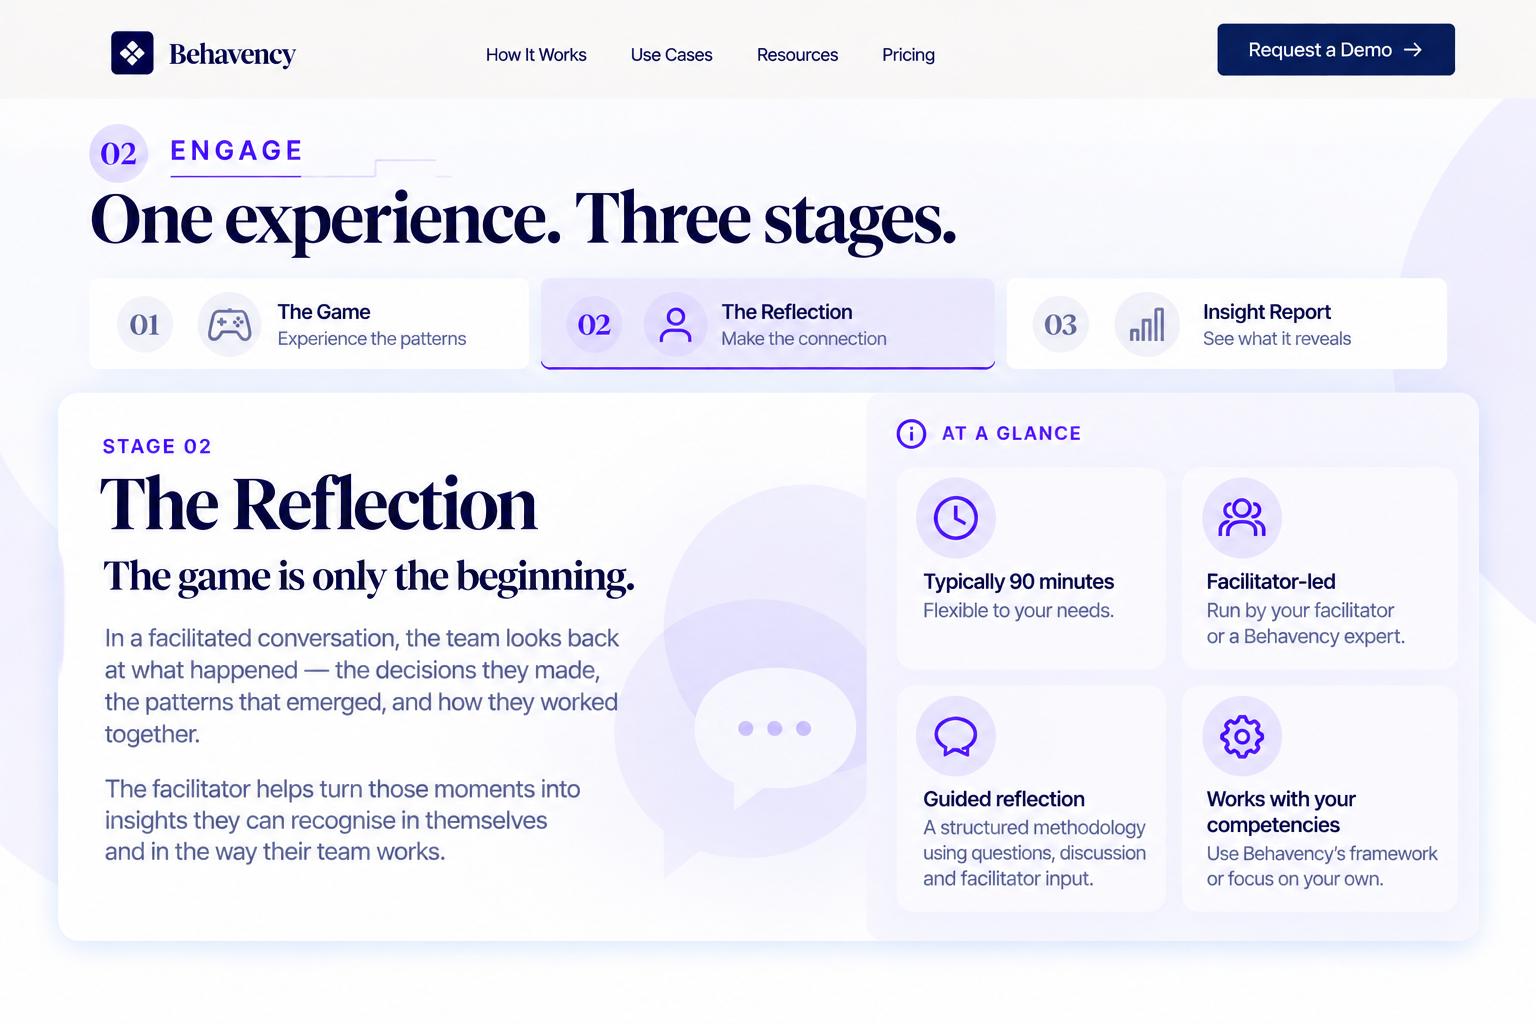 Behavency
How It Works
Use Cases
Resources
Pricing
Request a Demo →
02
ENGAGE
One experience. Three stages.
01
The Game
Experience the patterns
02
The Reflection
Make the connection
03
Insight Report
See what it reveals
STAGE 02
The Reflection
The game is only the beginning.
In a facilitated conversation, the team looks back
at what happened — the decisions they made,
the patterns that emerged, and how they worked
together.
The facilitator helps turn those moments into
insights they can recognise in themselves
and in the way their team works.
AT A GLANCE
Typically 90 minutes
Flexible to your needs.
Facilitator-led
Run by your facilitator
or a Behavency expert.
Guided reflection
A structured methodology
using questions, discussion
and facilitator input.
Works with your
competencies
Use Behavency’s framework
or focus on your own.